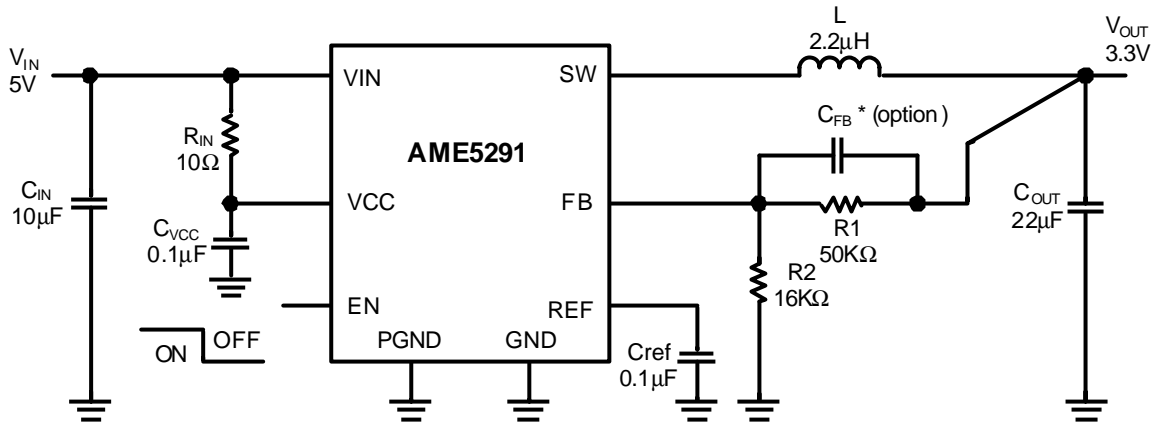 L
2.2μH
VIN
5V
VOUT
3.3V
VIN
SW
CFB * (option)
RIN
10Ω
AME5291
CIN
10μF
VCC
FB
COUT
22μF
CVCC
0.1μF
R1
50KΩ
R2
16KΩ
EN
REF
OFF
ON
PGND
GND
Cref
0.1μF